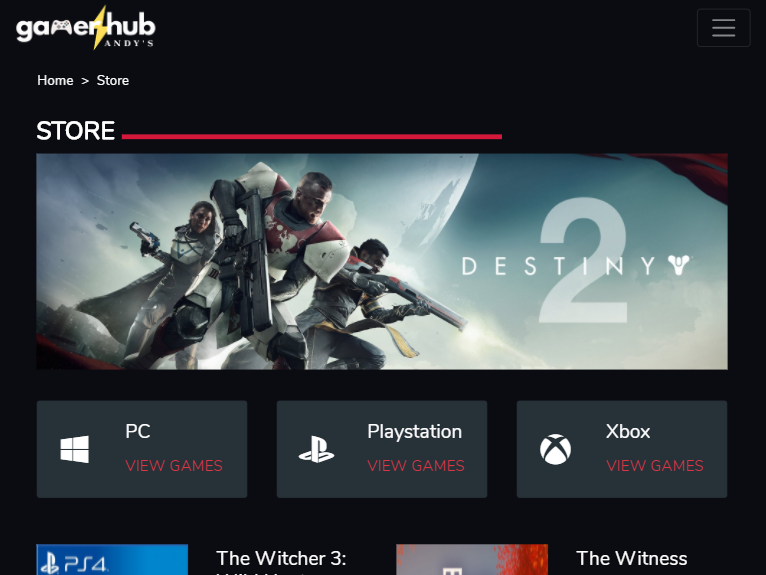 gamerhub
ANDY'S
Home > Store
STORE
DESTINY
2
PC
VIEW GAMES
Playstation
VIEW GAMES
Xbox
VIEW GAMES
PS4
The Witcher 3:
The Witness